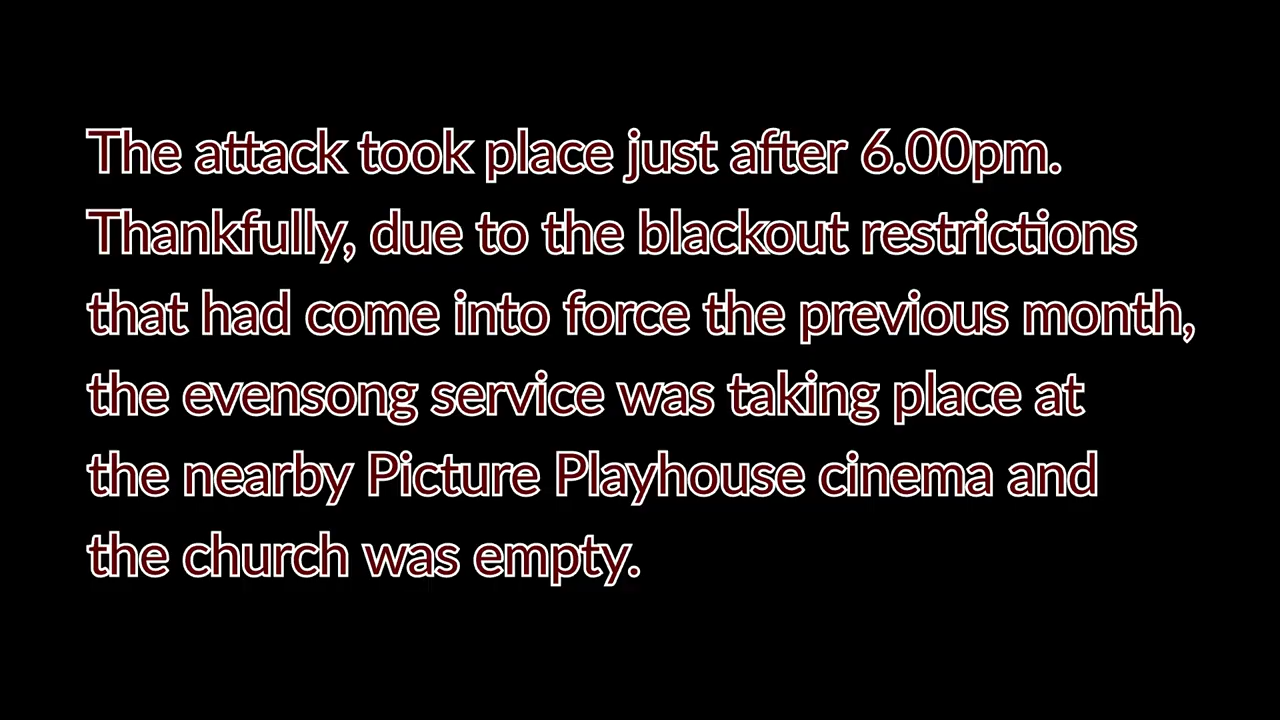 The attack took place just after 6.00pm.
Thankfully, due to the blackout restrictions
that had come into force the previous month,
the evensong service was taking place at
the nearby Picture Playhouse cinema and
the church was empty.